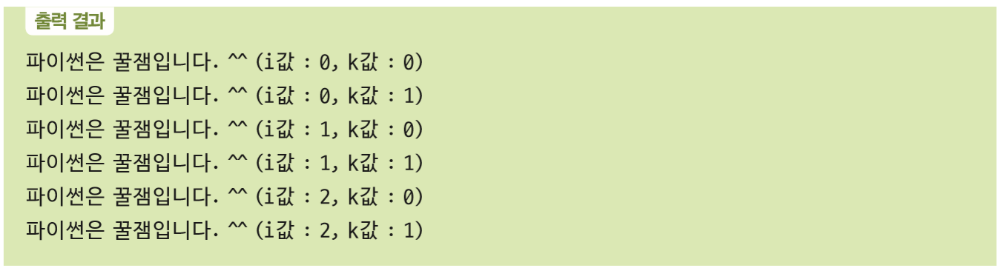 출력 결과
파이썬은 꿀잼입니다. ^^ (i값 : 0, k값 : 0)
파이썬은 꿀잼입니다. ^^ (i값 : 0, k값 : 1)
파이썬은 꿀잼입니다. ^^ (i값 : 1, k값 : 0)
파이썬은 꿀잼입니다. ^^ (i값 : 1, k값 : 1)
파이썬은 꿀잼입니다. ^^ (i값 : 2, k값 : 0)
파이썬은 꿀잼입니다. ^^ (i값 : 2, k값 : 1)